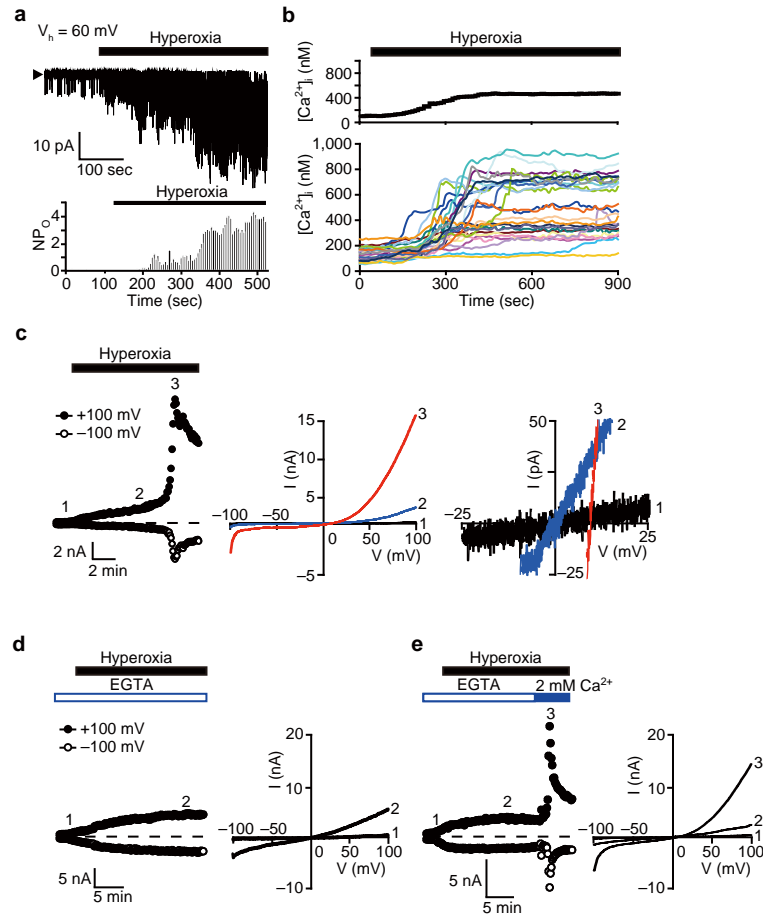 a
V_h = 60 mV
Hyperoxia
10 pA
100 sec
Hyperoxia
NP_O
4
2
0
0 100 200 300 400 500
Time (sec)
b
Hyperoxia
[Ca²⁺]_i (nM)
800
400
0
1,000
800
600
400
200
0
[Ca²⁺]_i (nM)
0 300 600 900
Time (sec)
c
Hyperoxia
+100 mV
−100 mV
1 2 3
2 nA
2 min
I (nA)
15
10
5
−5
−100 −50 0 50 100
V (mV)
3
2
1
I (pA)
50
−25
−25 0 25
V (mV)
3
2
1
d
Hyperoxia
EGTA
+100 mV
−100 mV
1 2
5 nA
5 min
I (nA)
20
10
−10
−100 −50 0 50 100
V (mV)
2
1
e
Hyperoxia
EGTA 2 mM Ca²⁺
1 2 3
5 nA
5 min
I (nA)
20
10
−10
−100 −50 0 50 100
V (mV)
3
2
1